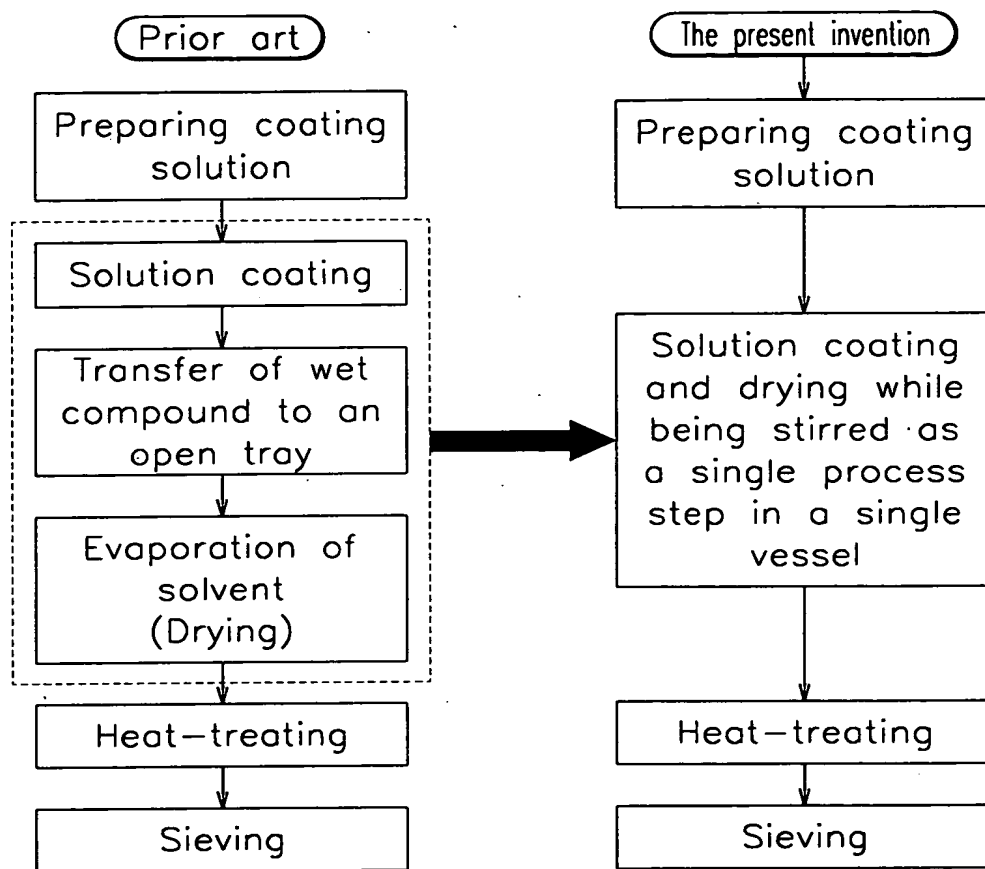 Prior art
Preparing coating
solution
Solution coating
Transfer of wet
compound to an
open tray
Evaporation of
solvent
(Drying)
Heat-treating
Sieving
The present invention
Preparing coating
solution
Solution coating
and drying while
being stirred as
a single process
step in a single
vessel
Heat-treating
Sieving